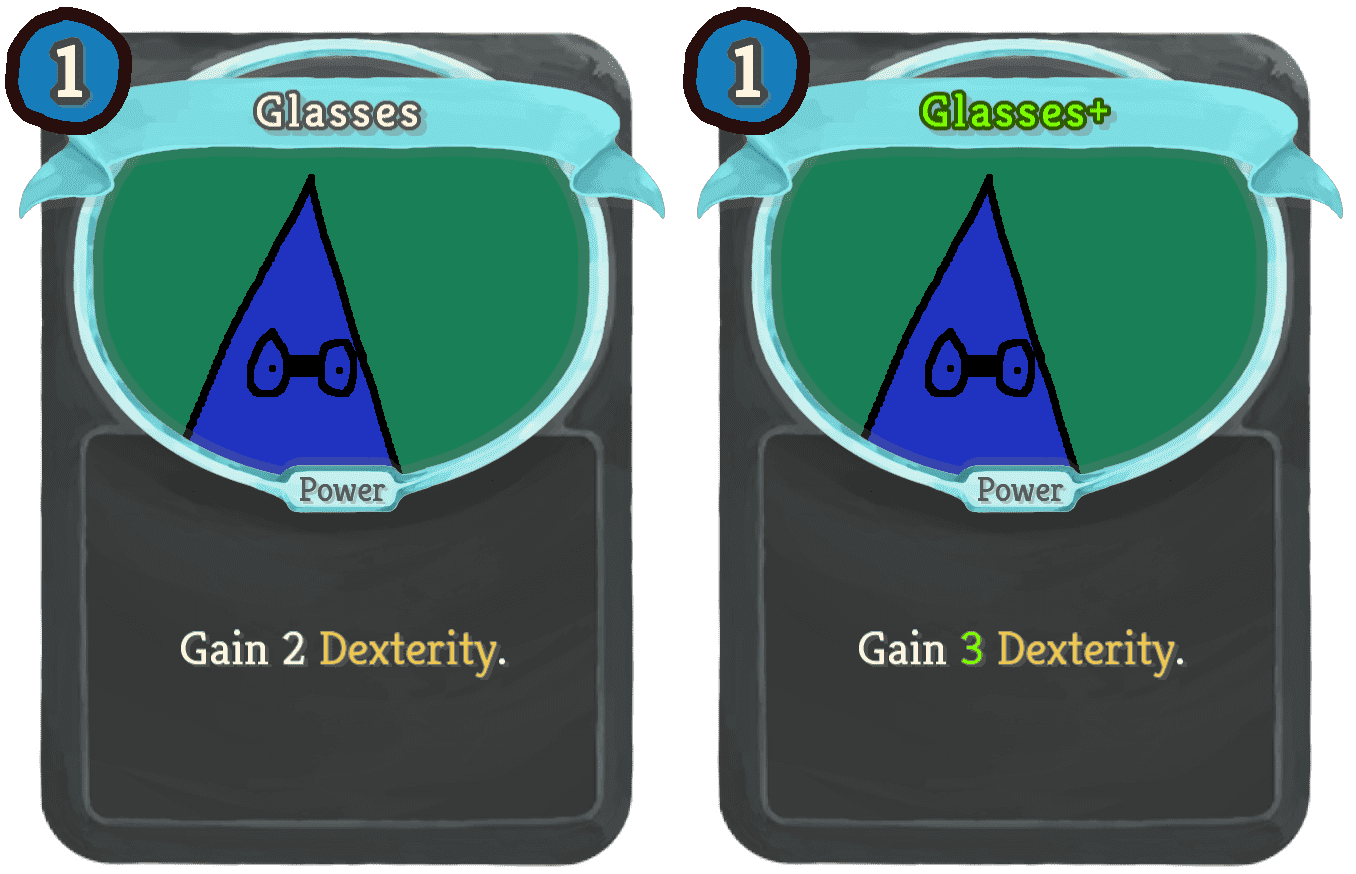 1
Glasses
Power
Gain 2 Dexterity.
1
Glasses+
Power
Gain 3 Dexterity.